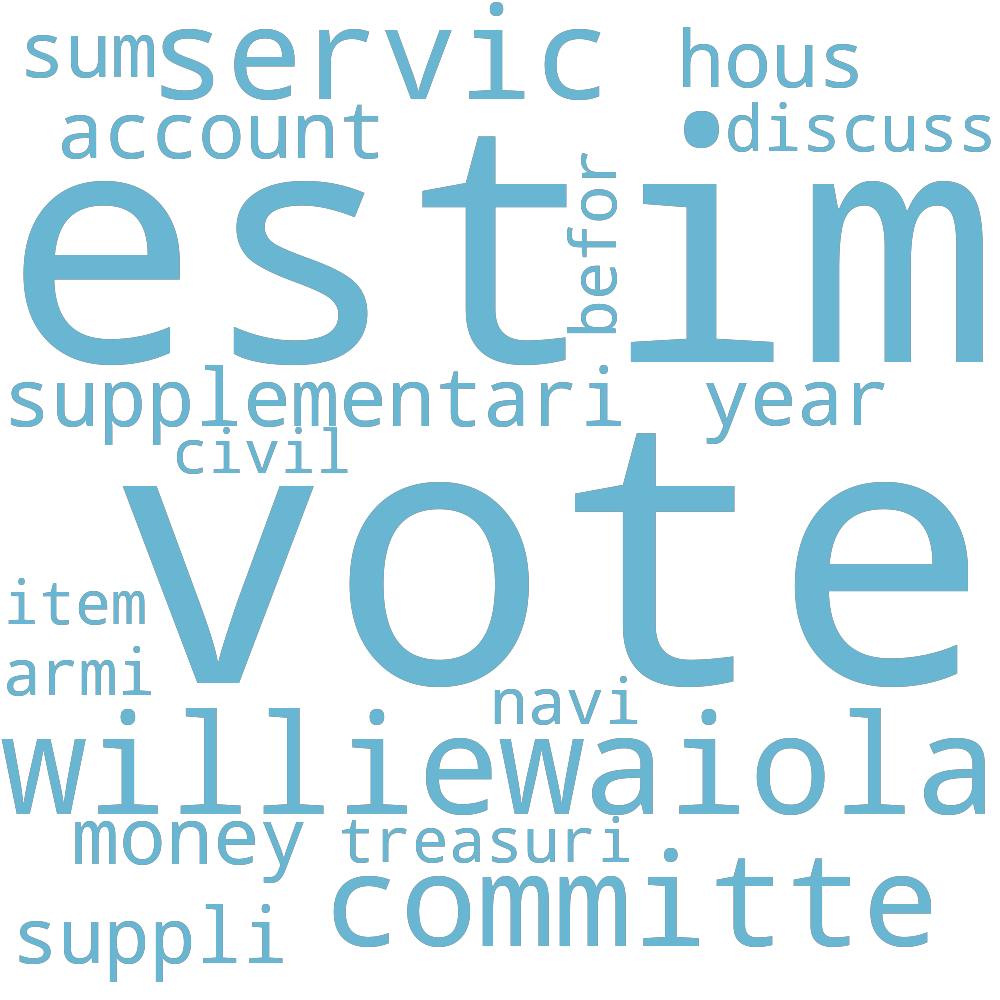 sum servic hous
account •discuss
estim
befor
supplementari year
civil
vote
item
armi
navi
williewaiola
money treasuri
committe
suppli